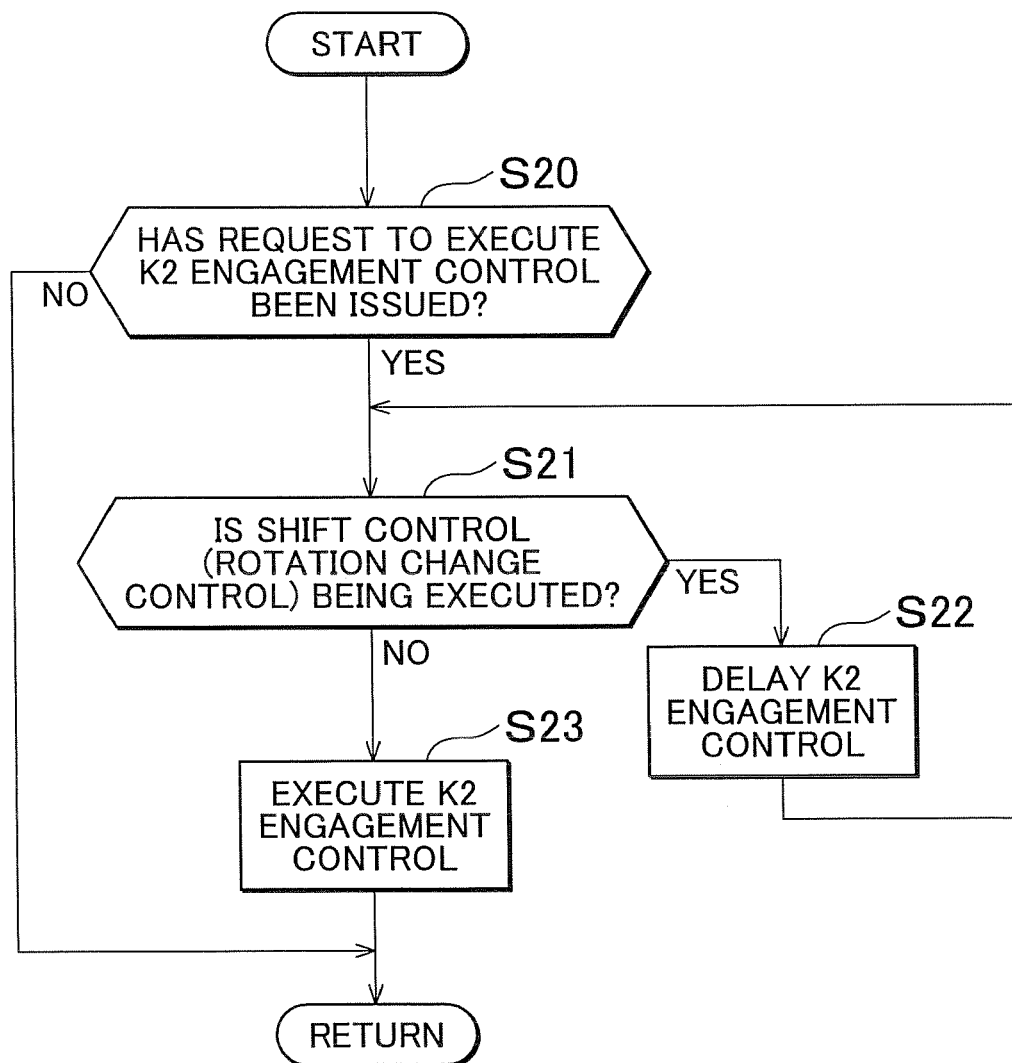 START
S20
HAS REQUEST TO EXECUTE
K2 ENGAGEMENT CONTROL
BEEN ISSUED?
NO
YES
S21
IS SHIFT CONTROL
(ROTATION CHANGE
CONTROL) BEING EXECUTED?
YES
NO
S22
DELAY K2
ENGAGEMENT
CONTROL
S23
EXECUTE K2
ENGAGEMENT
CONTROL
RETURN